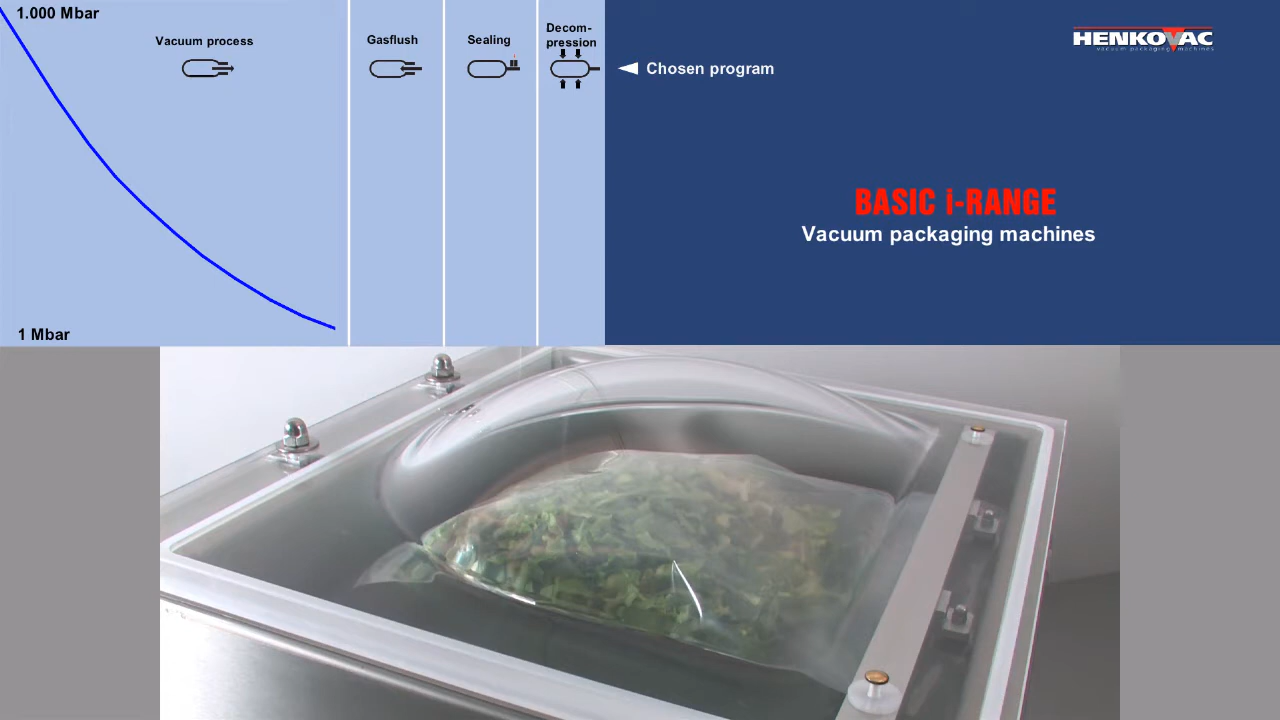 1.000 Mbar
Vacuum process
Gasflush
Sealing
Decom-
pression
Chosen program
HENKOVAC
vacuum packaging machines
BASIC i-RANGE
Vacuum packaging machines
1 Mbar